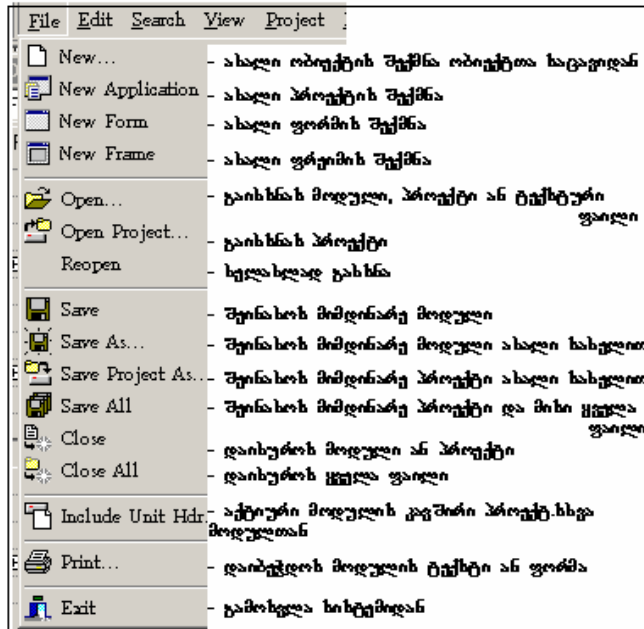 File Edit Search View Project
New... - ახალი ობიექტის შექმნა ობიექტთა საცავიდან
New Application - ახალი პროექტის შექმნა
New Form - ახალი ფორმის შექმნა
New Frame - ახალი ფრეიმის შექმნა
Open... - გაიხსნას მოდული, პროექტი ან ტექსტური
ფაილი
Open Project... - გაიხსნას პროექტი
Reopen - ხელახლად გახსნა
Save - შეინახოს მიმდინარე მოდული
Save As... - შეინახოს მიმდინარე მოდული ახალი სახელით
Save Project As... - შეინახოს მიმდინარე პროექტი ახალი სახელით
Save All - შეინახოს მიმდინარე პროექტი და მისი ყველა
ფაილი
Close - დაიხუროს მოდული ან პროექტი
Close All - დაიხუროს ყველა ფაილი
Include Unit Hdr. - აქტიური მოდულის კავშირი პროექტ.სხვა
მოდულთან
Print... - დაიბეჭდოს მოდულის ტექსტი ან ფორმა
Exit - გამოსვლა სისტემიდან